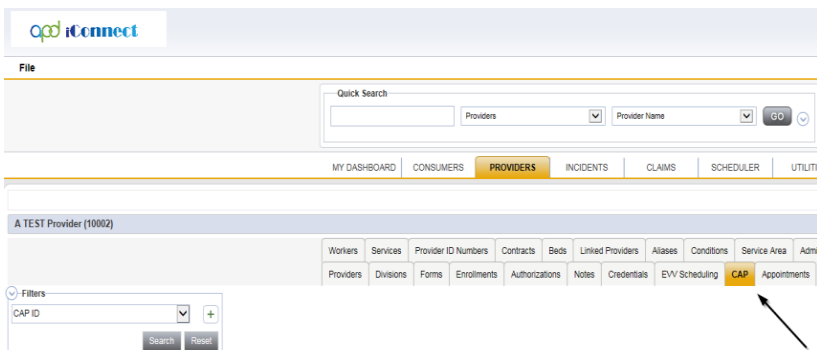 apd iConnect
File
Quick Search
Providers Provider Name GO
MY DASHBOARD CONSUMERS PROVIDERS INCIDENTS CLAIMS SCHEDULER UTILITI
A TEST Provider (10002)
Workers Services Provider ID Numbers Contracts Beds Linked Providers Aliases Conditions Service Area Admi
Providers Divisions Forms Enrollments Authorizations Notes Credentials EVV Scheduling CAP Appointments
Filters
CAP ID +
Search Reset